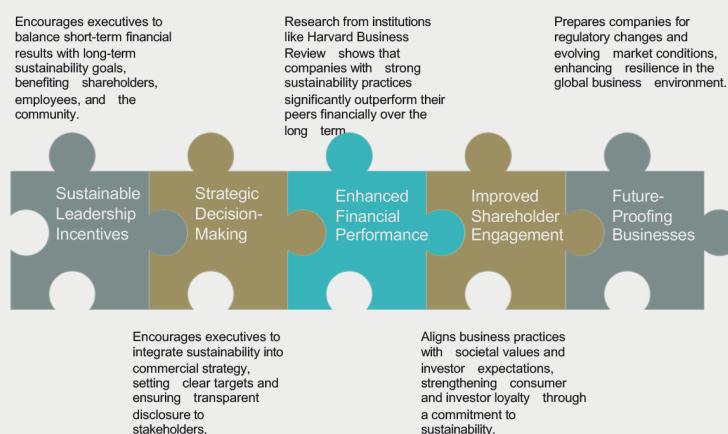 Encourages executives to
balance short-term financial
results with long-term
sustainability goals,
benefiting shareholders,
employees, and the
community.
Research from institutions
like Harvard Business
Review shows that
companies with strong
sustainability practices
significantly outperform their
peers financially over the
long term.
Prepares companies for
regulatory changes and
evolving market conditions,
enhancing resilience in the
global business environment.
Sustainable
Leadership
Incentives
Strategic
Decision-
Making
Enhanced
Financial
Performance
Improved
Shareholder
Engagement
Future-
Proofing
Businesses
Encourages executives to
integrate sustainability into
commercial strategy,
setting clear targets and
ensuring transparent
disclosure to
stakeholders.
Aligns business practices
with societal values and
investor expectations,
strengthening consumer
and investor loyalty through
a commitment to
sustainability.